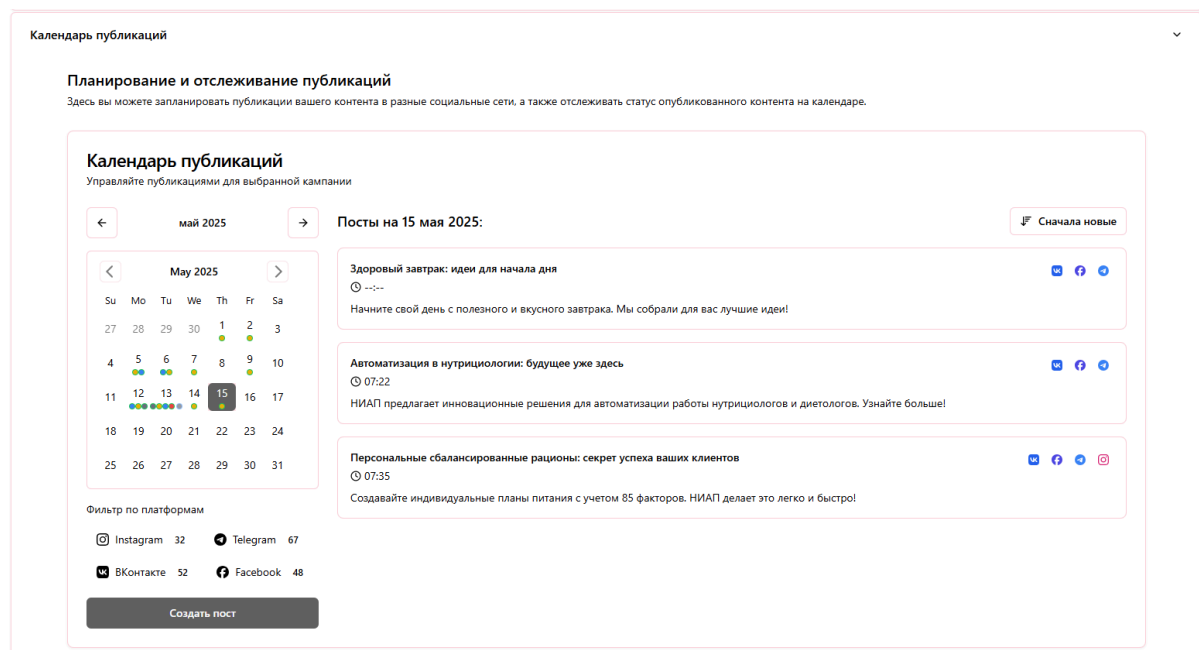 Календарь публикаций
Планирование и отслеживание публикаций
Здесь вы можете запланировать публикации вашего контента в разные социальные сети, а также отслеживать статус опубликованного контента на календаре.
Календарь публикаций
Управляйте публикациями для выбранной кампании
май 2025
May 2025
Su Mo Tu We Th Fr Sa
27 28 29 30 1 2 3
4 5 6 7 8 9 10
11 12 13 14 15 16 17
18 19 20 21 22 23 24
25 26 27 28 29 30 31
Фильтр по платформам
Instagram 32 Telegram 67
ВКонтакте 52 Facebook 48
Создать пост
Посты на 15 мая 2025:
Сначала новые
Здоровый завтрак: идеи для начала дня
--:--
Начните свой день с полезного и вкусного завтрака. Мы собрали для вас лучшие идеи!
Автоматизация в нутрициологии: будущее уже здесь
07:22
НИАП предлагает инновационные решения для автоматизации работы нутрициологов и диетологов. Узнайте больше!
Персональные сбалансированные рационы: секрет успеха ваших клиентов
07:35
Создавайте индивидуальные планы питания с учетом 85 факторов. НИАП делает это легко и быстро!